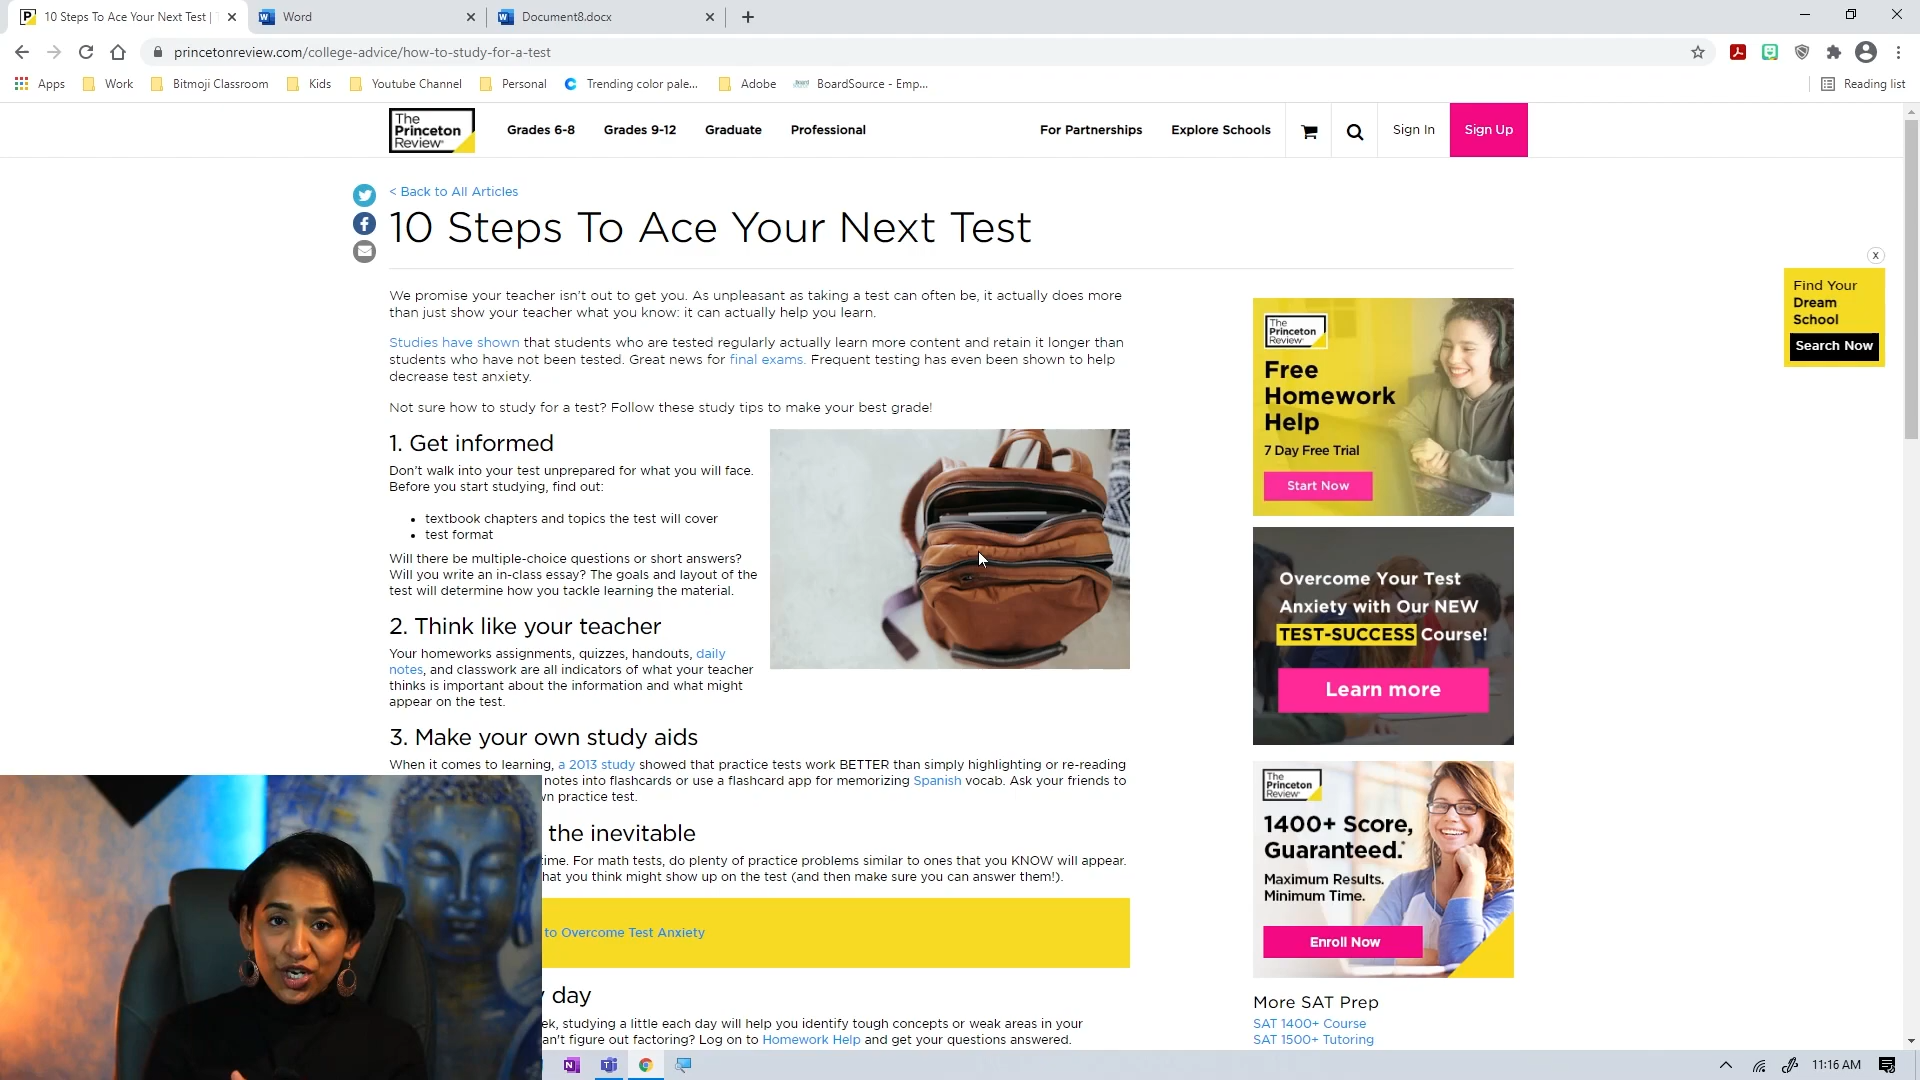 10 Steps To Ace Your Next Test |
Word
Document8.docx
princetonreview.com/college-advice/how-to-study-for-a-test
Apps
Work
Bitmoji Classroom
Kids
Youtube Channel
Personal
Trending color pale...
Adobe
BoardSource - Emp...
Reading list
The
Princeton
Review
Grades 6-8
Grades 9-12
Graduate
Professional
For Partnerships
Explore Schools
Sign In
Sign Up
< Back to All Articles
10 Steps To Ace Your Next Test
We promise your teacher isn't out to get you. As unpleasant as taking a test can often be, it actually does more
than just show your teacher what you know: it can actually help you learn.
Studies have shown that students who are tested regularly actually learn more content and retain it longer than
students who have not been tested. Great news for final exams. Frequent testing has even been shown to help
decrease test anxiety.
Not sure how to study for a test? Follow these study tips to make your best grade!
1. Get informed
Don't walk into your test unprepared for what you will face.
Before you start studying, find out:
• textbook chapters and topics the test will cover
• test format
Will there be multiple-choice questions or short answers?
Will you write an in-class essay? The goals and layout of the
test will determine how you tackle learning the material.
2. Think like your teacher
Your homeworks assignments, quizzes, handouts, daily
notes, and classwork are all indicators of what your teacher
thinks is important about the information and what might
appear on the test.
3. Make your own study aids
When it comes to learning, a 2013 study showed that practice tests work BETTER than simply highlighting or re-reading
notes into flashcards or use a flashcard app for memorizing Spanish vocab. Ask your friends to
practice test.
the inevitable
For math tests, do plenty of practice problems similar to ones that you KNOW will appear.
that you think might show up on the test (and then make sure you can answer them!).
to Overcome Test Anxiety
day
studying a little each day will help you identify tough concepts or weak areas in your
can't figure out factoring? Log on to Homework Help and get your questions answered.
x
Find Your
Dream
School
Search Now
The
Princeton
Review
Free
Homework
Help
7 Day Free Trial
Start Now
Overcome Your Test
Anxiety with Our NEW
TEST-SUCCESS Course!
Learn more
The
Princeton
Review
1400+ Score,
Guaranteed.*
Maximum Results.
Minimum Time.
Enroll Now
More SAT Prep
SAT 1400+ Course
SAT 1500+ Tutoring
11:16 AM